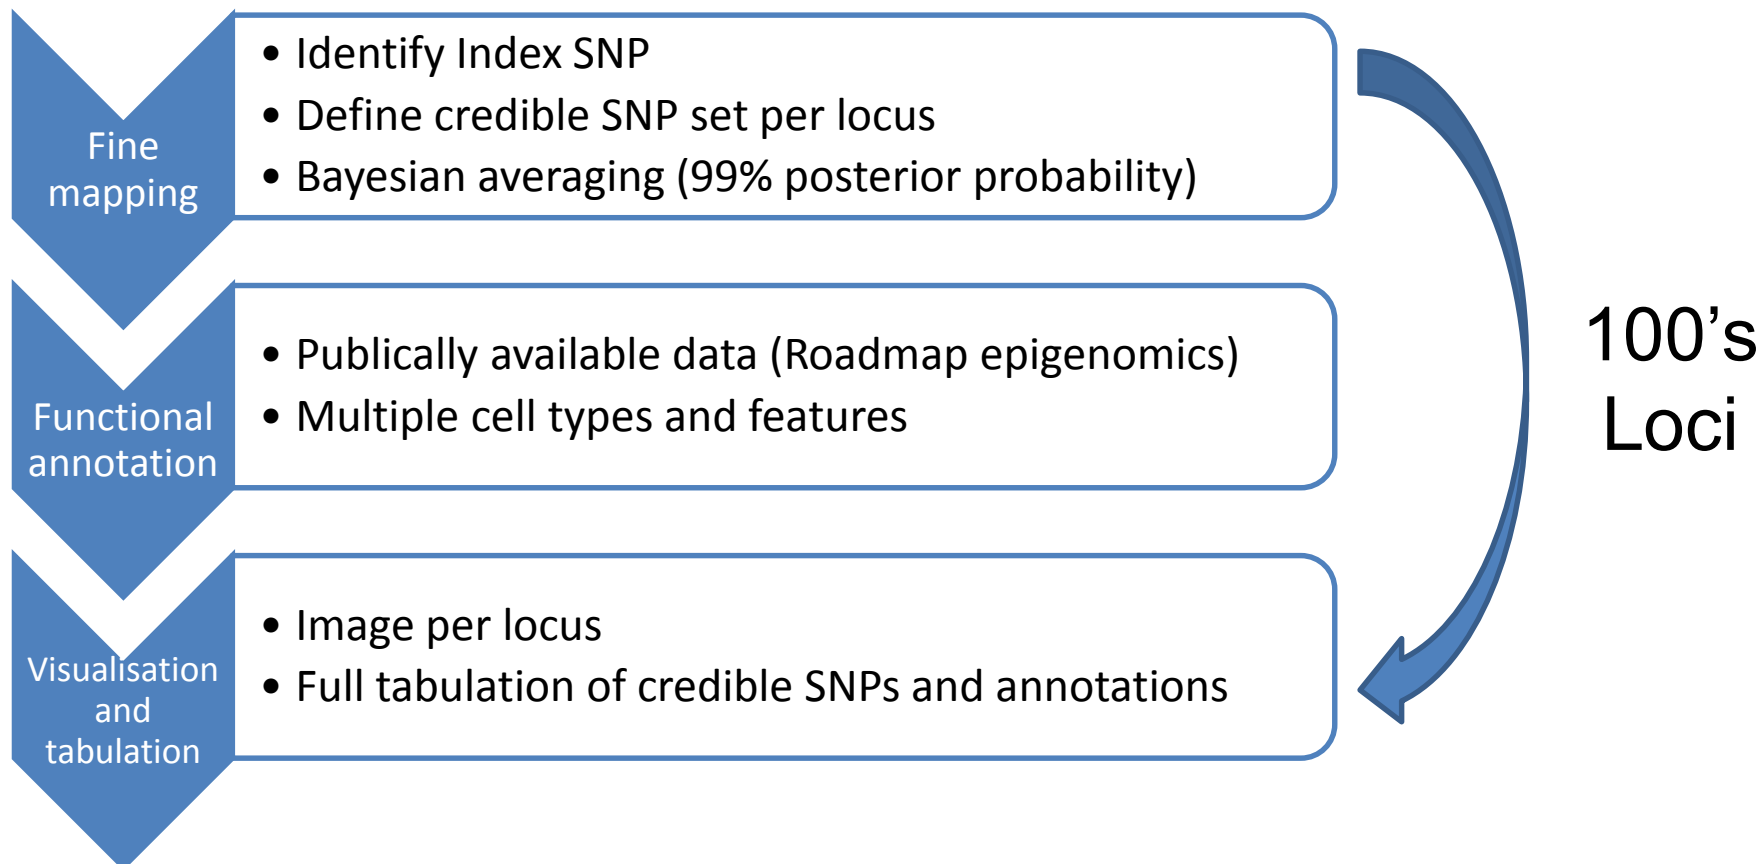 Fine
mapping
• Identify Index SNP
• Define credible SNP set per locus
• Bayesian averaging (99% posterior probability)
Functional
annotation
• Publically available data (Roadmap epigenomics)
• Multiple cell types and features
Visualisation
and
tabulation
• Image per locus
• Full tabulation of credible SNPs and annotations
100’s
Loci